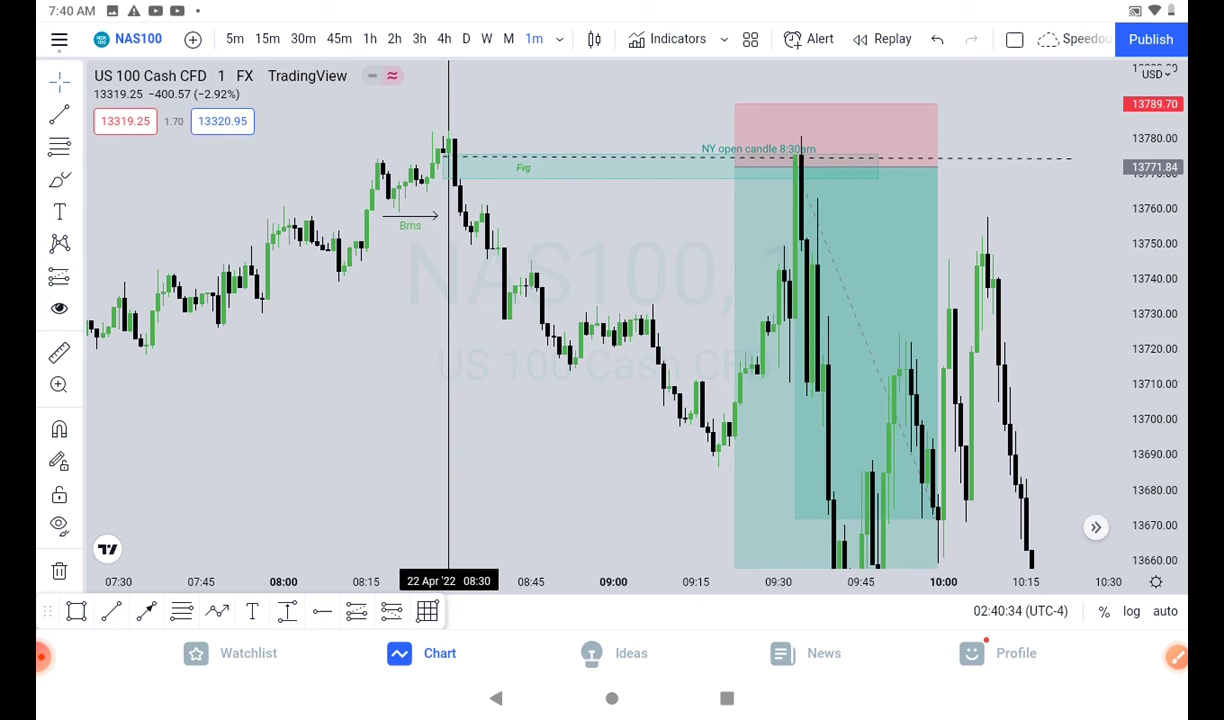 7:40 AM
NAS100 5m 15m 30m 45m 1h 2h 3h 4h D W M 1m Indicators Alert Replay Speedou Publish
US 100 Cash CFD · 1 · FX · TradingView
USD
13319.25 −400.57 (−2.92%)
13319.25 1.70 13320.95
13789.70
13780.00
NY open candle 8:30am
Fvg
13771.84
13760.00
Bms
13750.00
NAS100, 1
13740.00
13730.00
13720.00
US 100 Cash CFD
13710.00
13700.00
13690.00
13680.00
13670.00
13660.00
07:30 07:45 08:00 08:15 22 Apr '22 08:30 08:45 09:00 09:15 09:30 09:45 10:00 10:15 10:30
02:40:34 (UTC-4) % log auto
Watchlist Chart Ideas News Profile